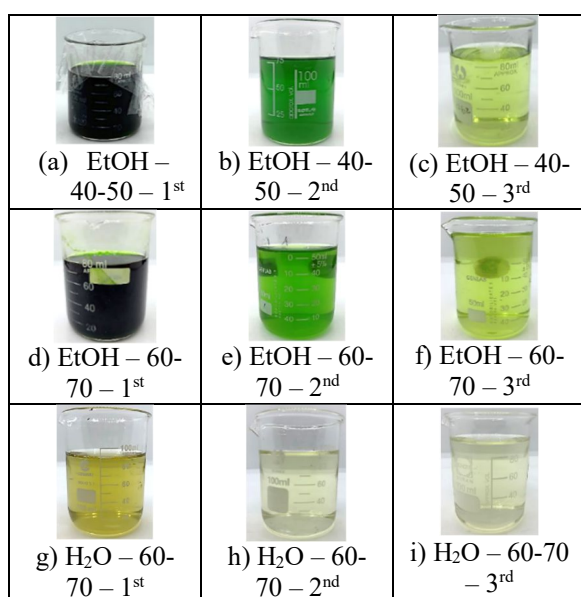 (a) EtOH –
40-50 – 1st
b) EtOH – 40-
50 – 2nd
(c) EtOH – 40-
50 – 3rd
d) EtOH – 60-
70 – 1st
e) EtOH – 60-
70 – 2nd
f) EtOH – 60-
70 – 3rd
g) H₂O – 60-
70 – 1st
h) H₂O – 60-
70 – 2nd
i) H₂O – 60-70
– 3rd